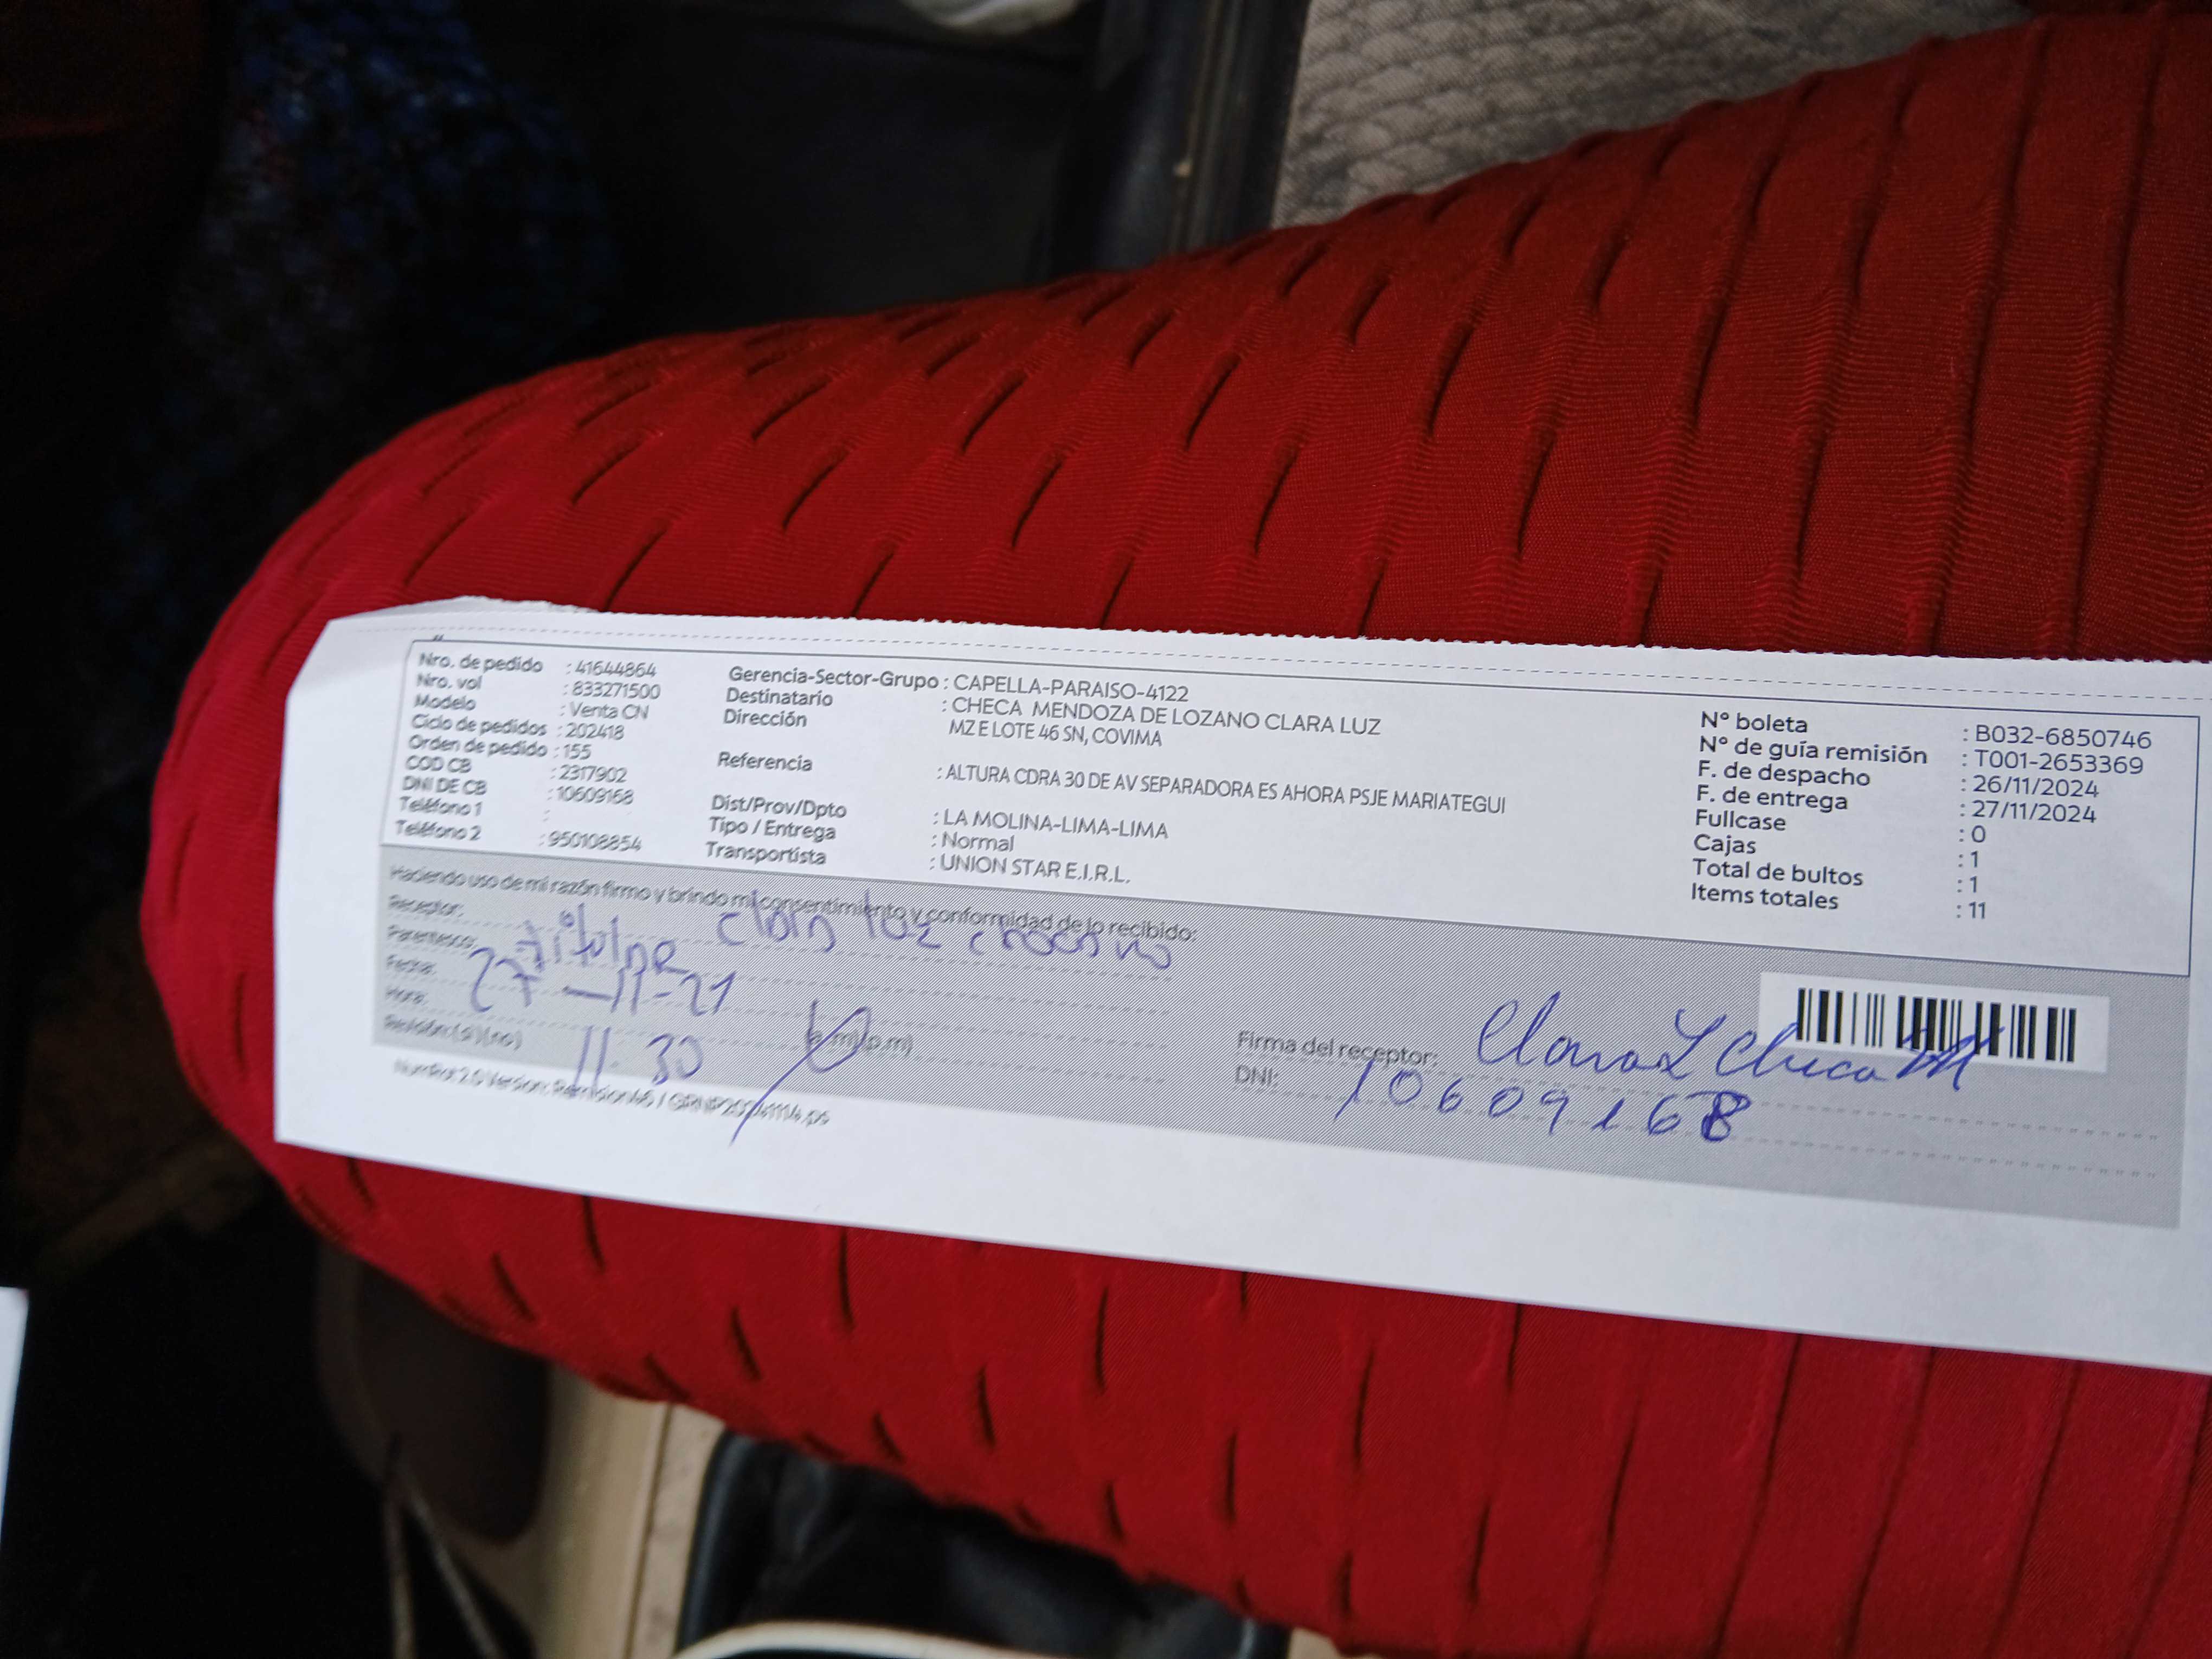 Nro. de pedido : 41644864
Nro. vol : 833271500
Modelo : Venta CN
Ciclo de pedidos : 202418
Orden de pedido : 155
COD CB : 2317902
DNI DE CB : 10609168
Teléfono 1 :
Teléfono 2 : 950108854
Gerencia-Sector-Grupo : CAPELLA-PARAISO-4122
Destinatario : CHECA MENDOZA DE LOZANO CLARA LUZ
Dirección MZ E LOTE 46 SN, COVIMA
Referencia : ALTURA CDRA 30 DE AV SEPARADORA ES AHORA PSJE MARIATEGUI
Dist/Prov/Dpto : LA MOLINA-LIMA-LIMA
Tipo / Entrega : Normal
Transportista : UNION STAR E.I.R.L.
N° boleta : B032-6850746
N° de guía remisión : T001-2653369
F. de despacho : 26/11/2024
F. de entrega : 27/11/2024
Fullcase : 0
Cajas : 1
Total de bultos : 1
Items totales : 11
Haciendo uso de mi razón firmo y brindo mi consentimiento y conformidad de lo recibido:
Receptor: Clara luz
Parentesco: titular
Fecha: 27-11-21
Hora: 11 30 (a.m)/(p.m)
Revisión (si) (no)
Firma del receptor: Clara L Checa M
DNI: 10609168